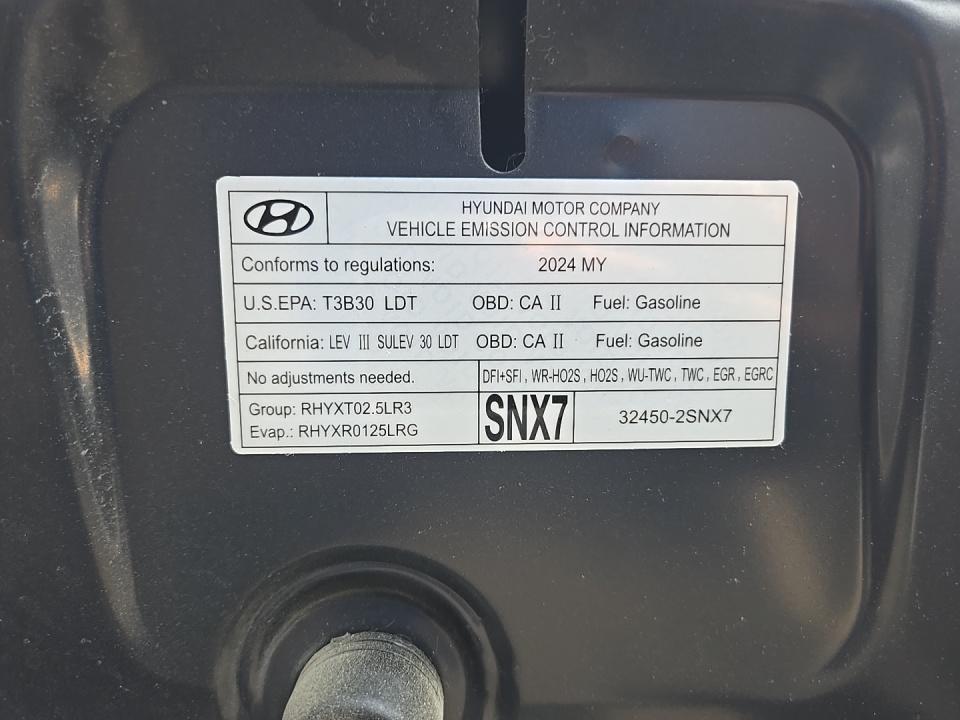 HYUNDAI MOTOR COMPANY
VEHICLE EMISSION CONTROL INFORMATION
Conforms to regulations: 2024 MY
U.S.EPA: T3B30 LDT OBD: CA II Fuel: Gasoline
California: LEV III SULEV 30 LDT OBD: CA II Fuel: Gasoline
No adjustments needed. DFI+SFI , WR-HO2S , HO2S , WU-TWC , TWC , EGR , EGRC
Group: RHYXT02.5LR3
Evap.: RHYXR0125LRG
SNX7
32450-2SNX7